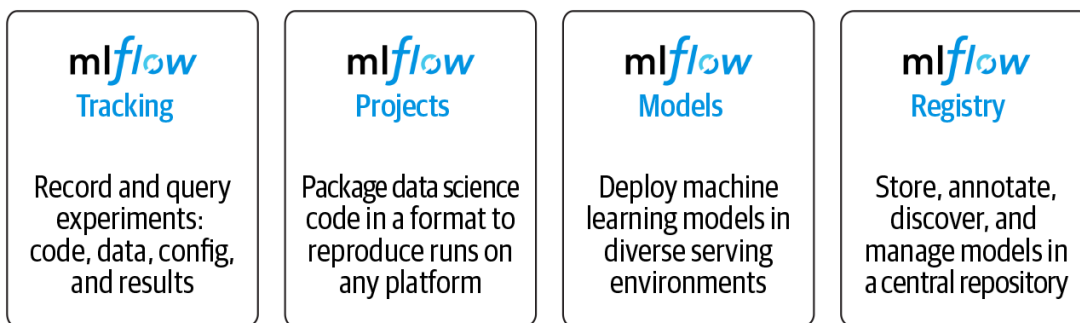 mlflow
Tracking
Record and query
experiments:
code, data, config,
and results
mlflow
Projects
Package data science
code in a format to
reproduce runs on
any platform
mlflow
Models
Deploy machine
learning models in
diverse serving
environments
mlflow
Registry
Store, annotate,
discover, and
manage models in
a central repository